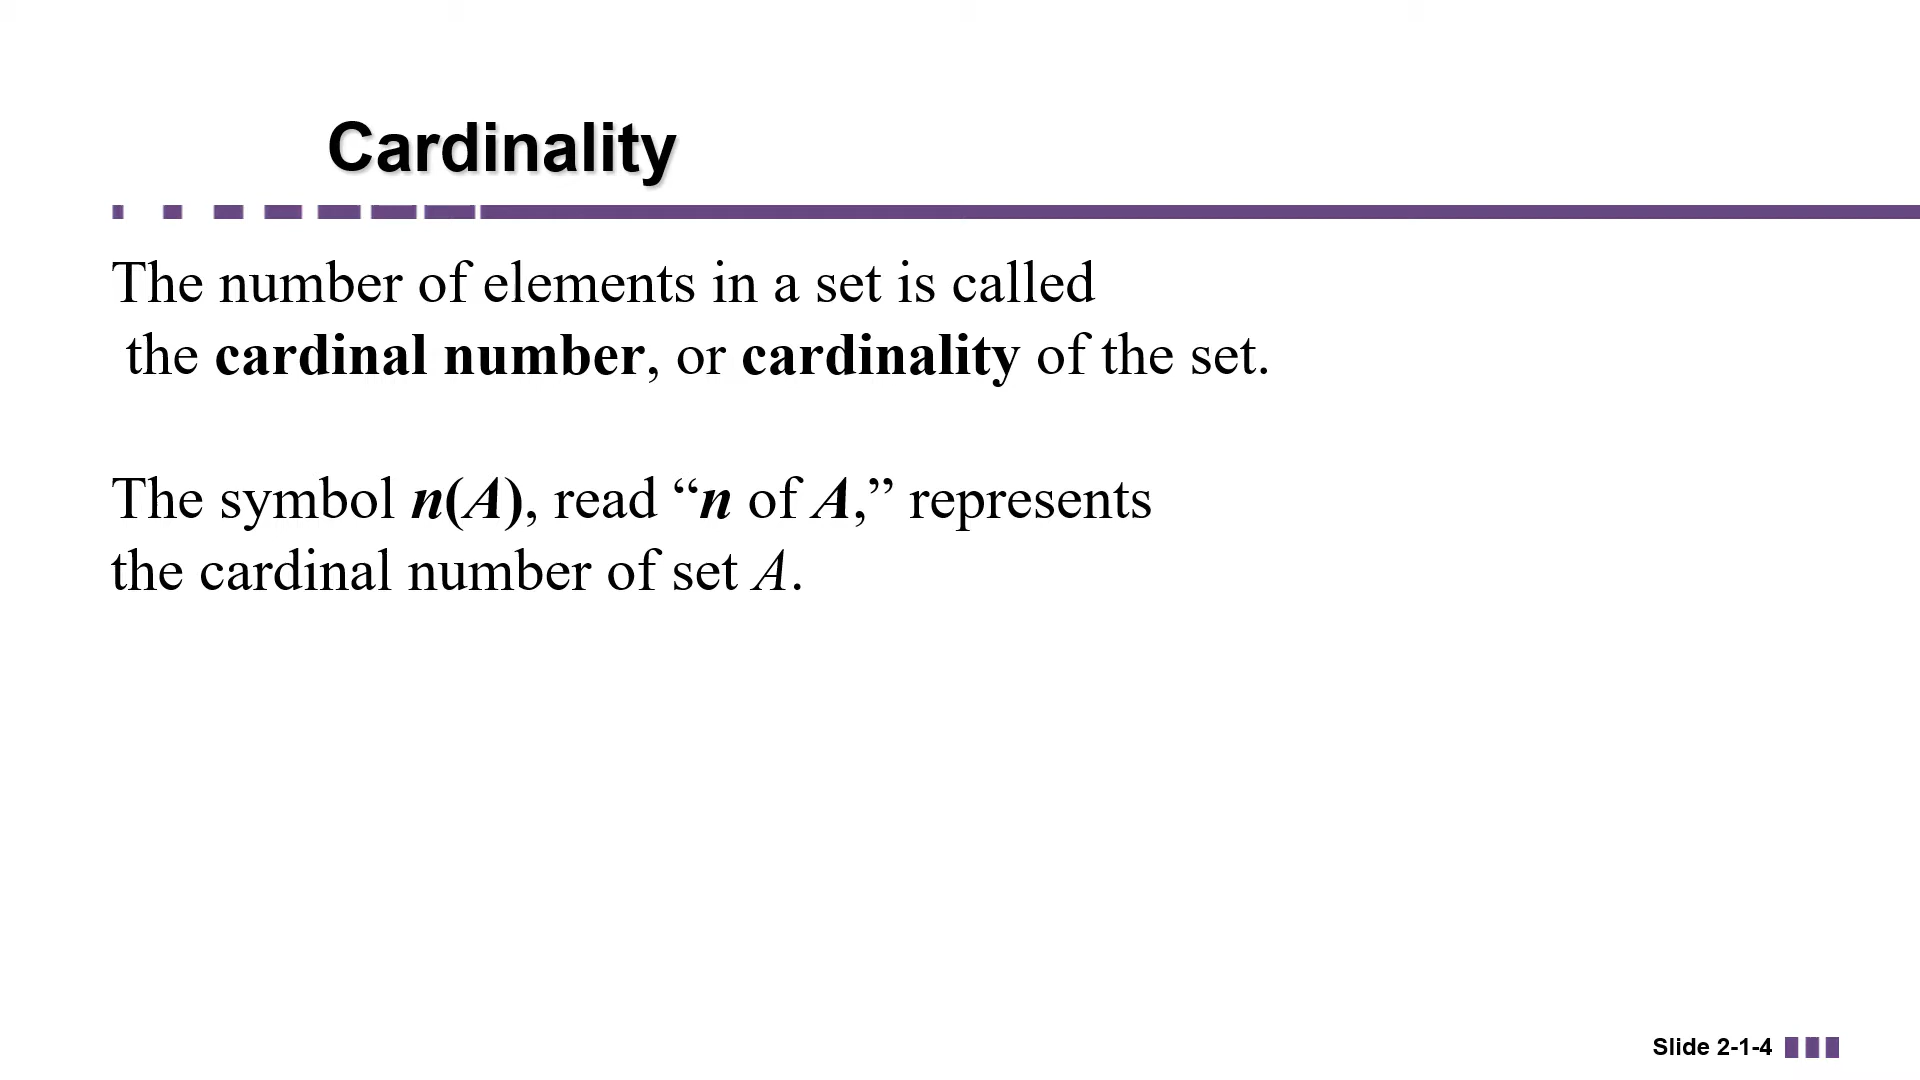 Cardinality
The number of elements in a set is called
the cardinal number, or cardinality of the set.
The symbol n(A), read “n of A,” represents
the cardinal number of set A.
Slide 2-1-4